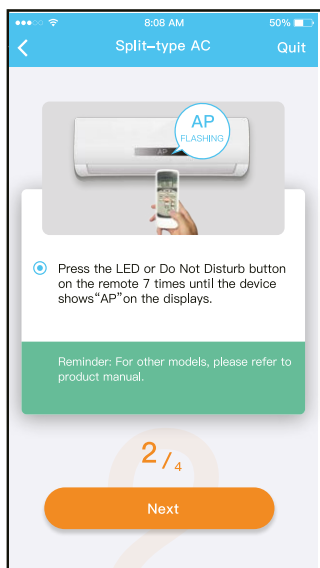 8:08 AM
50%
Split-type AC
Quit
AP
FLASHING
AP
Press the LED or Do Not Disturb button
on the remote 7 times until the device
shows“AP”on the displays.
Reminder: For other models, please refer to
product manual.
2/4
Next